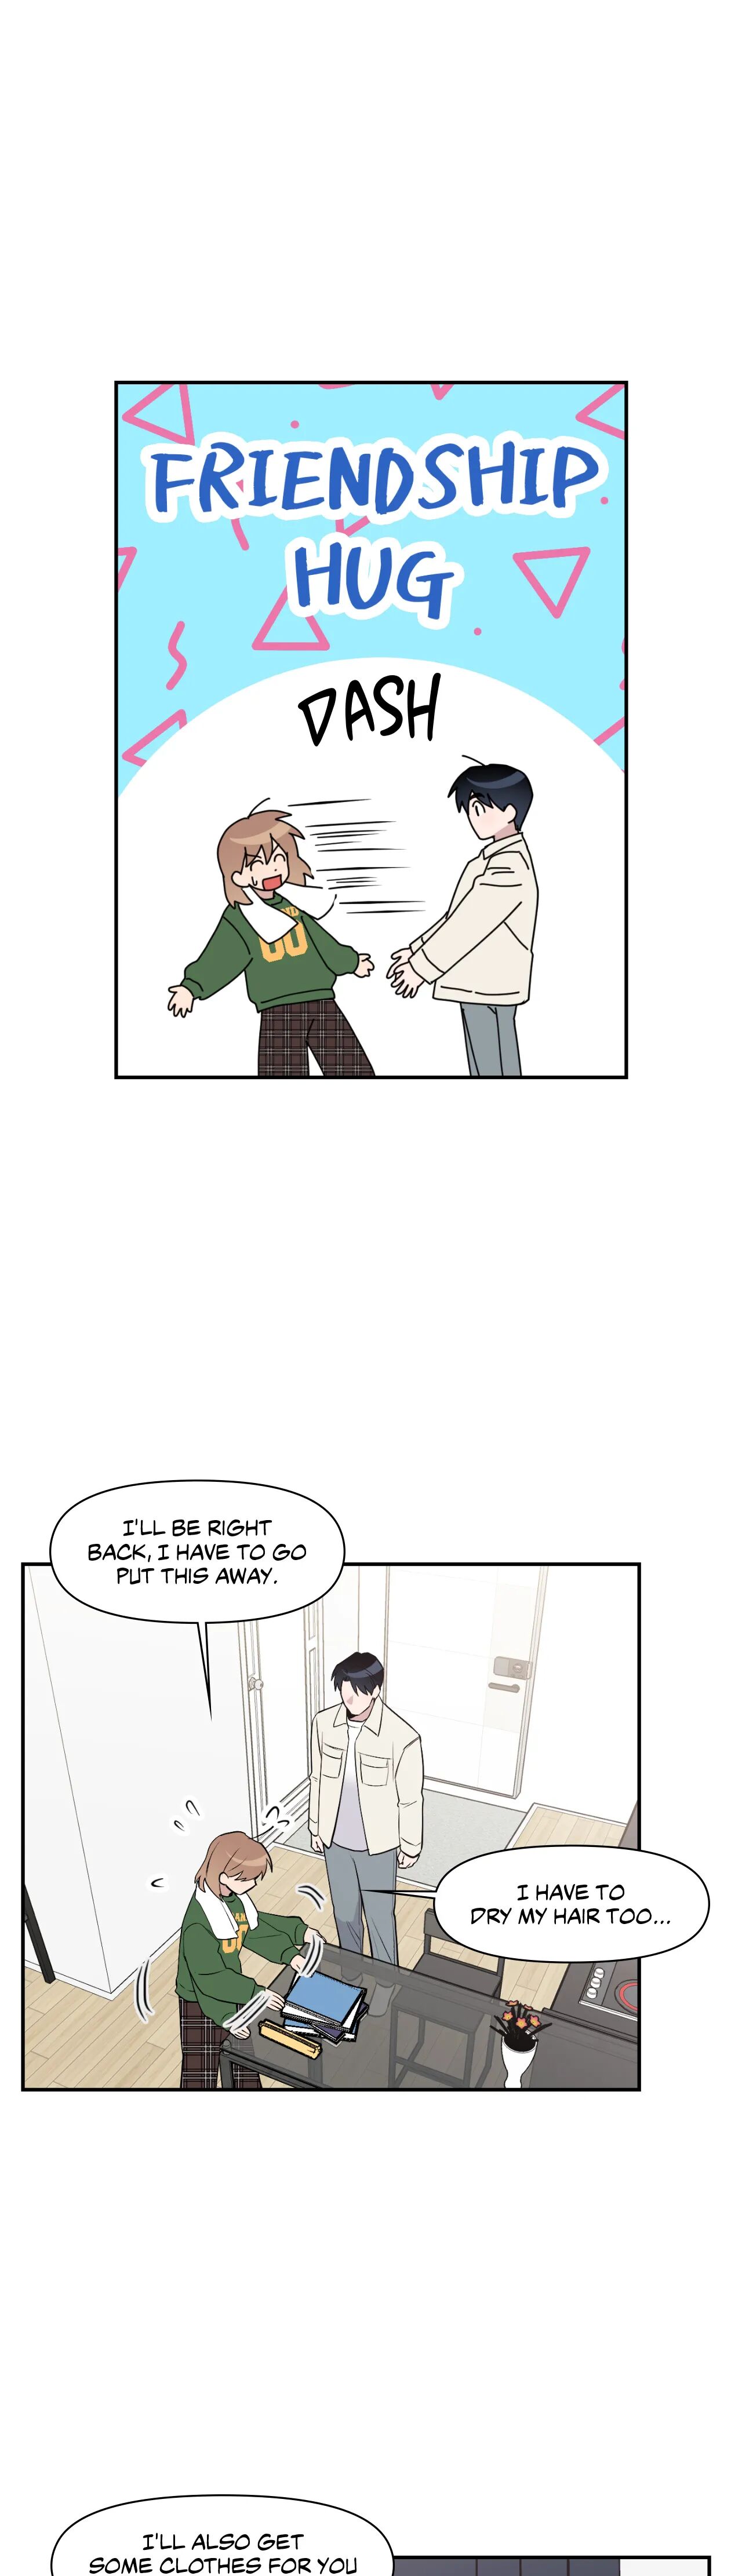 FRIENDSHIP
HUG
DASH
00
I'LL BE RIGHT
BACK, I HAVE TO GO
PUT THIS AWAY.
I HAVE TO
DRY MY HAIR TOO...
I'LL ALSO GET
SOME CLOTHES FOR YOU